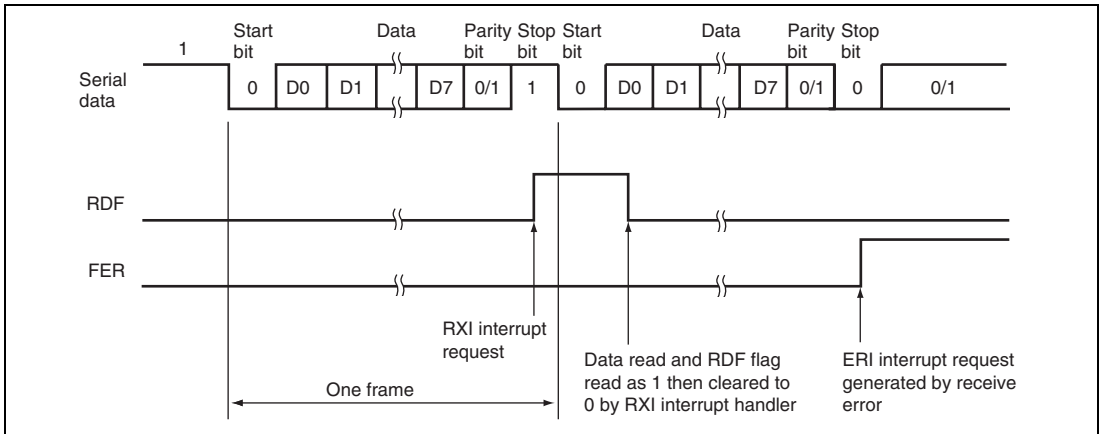 Start Data Parity Stop Start Data Parity Stop
1 bit bit bit bit bit bit
Serial data 0 D0 D1 D7 0/1 1 0 D0 D1 D7 0/1 0 0/1
RDF
FER
RXI interrupt
request
Data read and RDF flag
read as 1 then cleared to
0 by RXI interrupt handler
ERI interrupt request
generated by receive
error
One frame